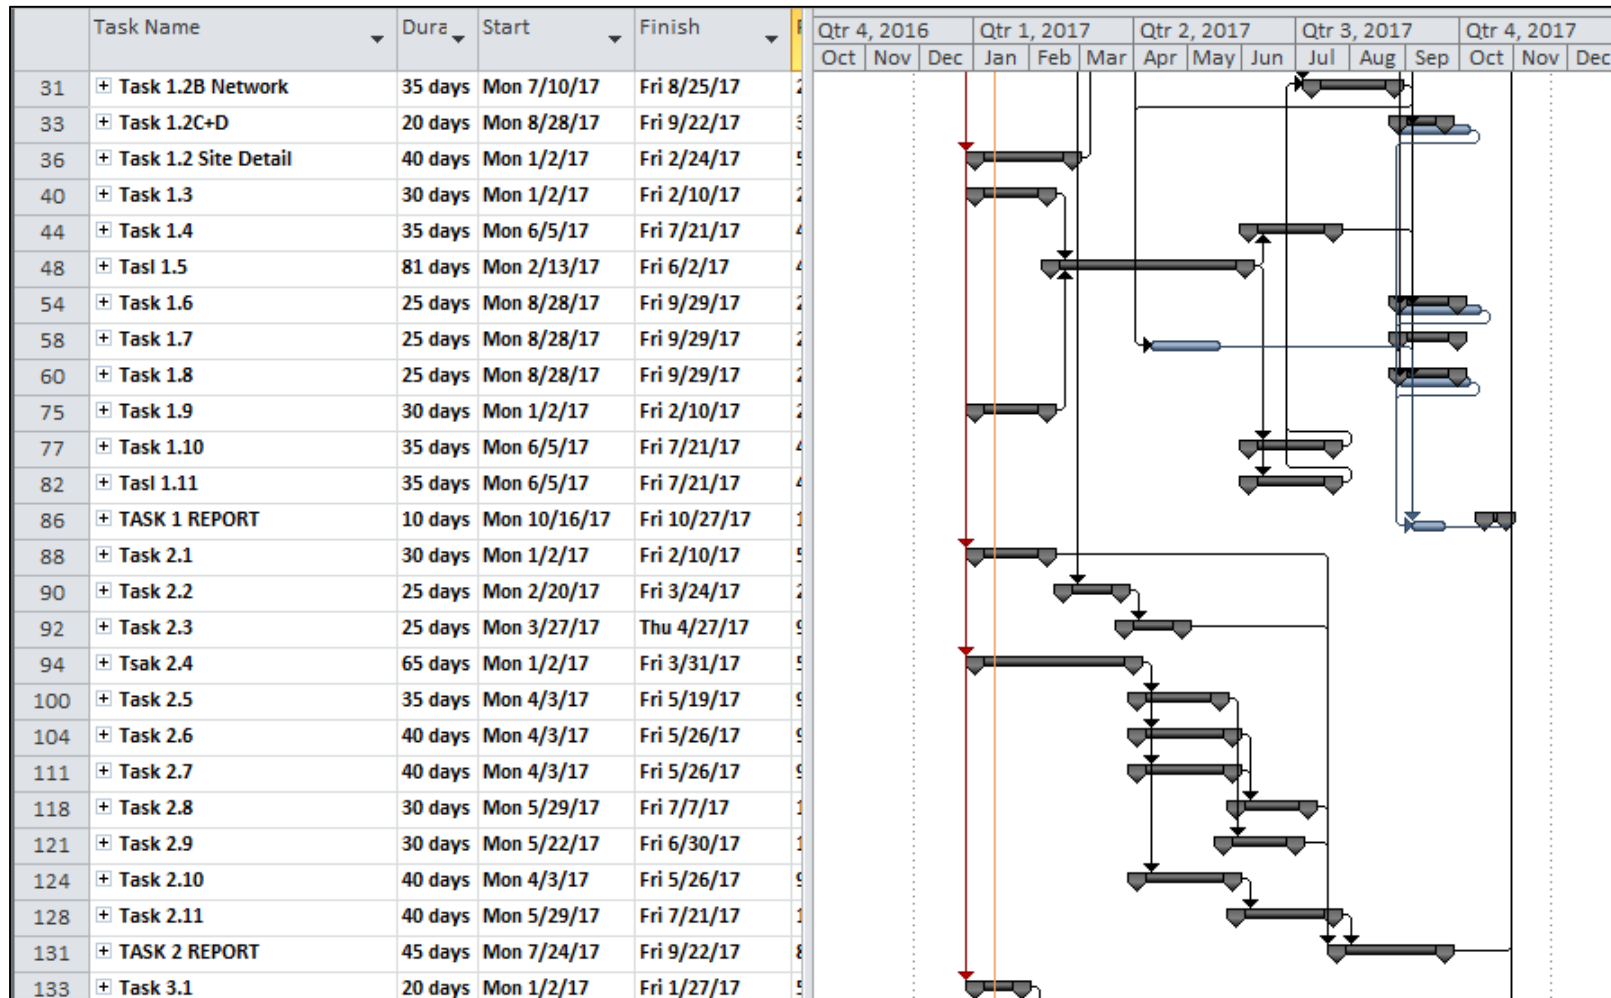 Task Name Dura Start Finish Qtr 4, 2016 Qtr 1, 2017 Qtr 2, 2017 Qtr 3, 2017 Qtr 4, 2017
Oct Nov Dec Jan Feb Mar Apr May Jun Jul Aug Sep Oct Nov Dec
31 Task 1.2B Network 35 days Mon 7/10/17 Fri 8/25/17
33 Task 1.2C+D 20 days Mon 8/28/17 Fri 9/22/17
36 Task 1.2 Site Detail 40 days Mon 1/2/17 Fri 2/24/17
40 Task 1.3 30 days Mon 1/2/17 Fri 2/10/17
44 Task 1.4 35 days Mon 6/5/17 Fri 7/21/17
48 Tasl 1.5 81 days Mon 2/13/17 Fri 6/2/17
54 Task 1.6 25 days Mon 8/28/17 Fri 9/29/17
58 Task 1.7 25 days Mon 8/28/17 Fri 9/29/17
60 Task 1.8 25 days Mon 8/28/17 Fri 9/29/17
75 Task 1.9 30 days Mon 1/2/17 Fri 2/10/17
77 Task 1.10 35 days Mon 6/5/17 Fri 7/21/17
82 Tasl 1.11 35 days Mon 6/5/17 Fri 7/21/17
86 TASK 1 REPORT 10 days Mon 10/16/17 Fri 10/27/17
88 Task 2.1 30 days Mon 1/2/17 Fri 2/10/17
90 Task 2.2 25 days Mon 2/20/17 Fri 3/24/17
92 Task 2.3 25 days Mon 3/27/17 Thu 4/27/17
94 Tsak 2.4 65 days Mon 1/2/17 Fri 3/31/17
100 Task 2.5 35 days Mon 4/3/17 Fri 5/19/17
104 Task 2.6 40 days Mon 4/3/17 Fri 5/26/17
111 Task 2.7 40 days Mon 4/3/17 Fri 5/26/17
118 Task 2.8 30 days Mon 5/29/17 Fri 7/7/17
121 Task 2.9 30 days Mon 5/22/17 Fri 6/30/17
124 Task 2.10 40 days Mon 4/3/17 Fri 5/26/17
128 Task 2.11 40 days Mon 5/29/17 Fri 7/21/17
131 TASK 2 REPORT 45 days Mon 7/24/17 Fri 9/22/17
133 Task 3.1 20 days Mon 1/2/17 Fri 1/27/17